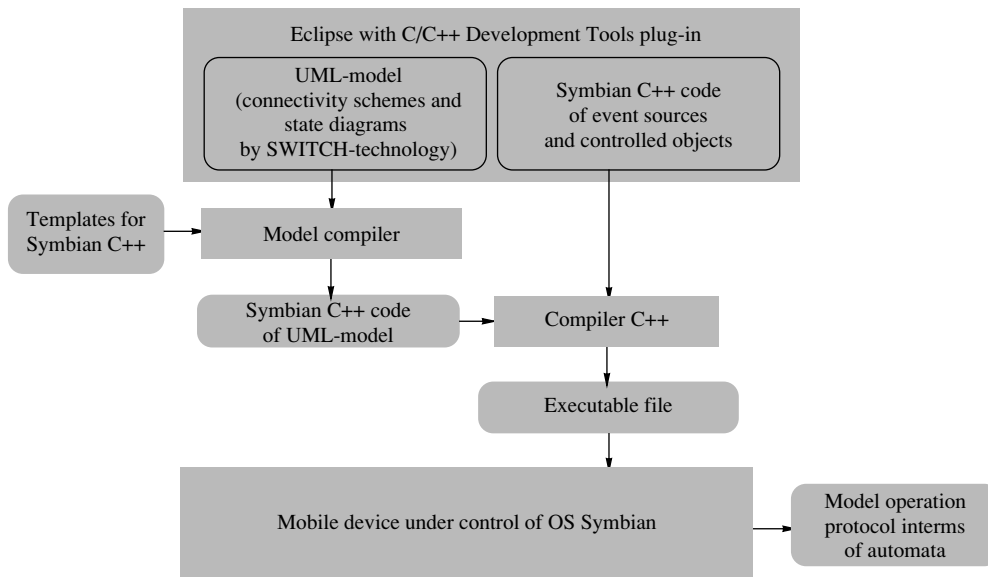 Eclipse with C/C++ Development Tools plug-in
UML-model
(connectivity schemes and
state diagrams
by SWITCH-technology)
Symbian C++ code
of event sources
and controlled objects
Templates for
Symbian C++
Model compiler
Symbian C++ code
of UML-model
Compiler C++
Executable file
Mobile device under control of OS Symbian
Model operation
protocol interms
of automata